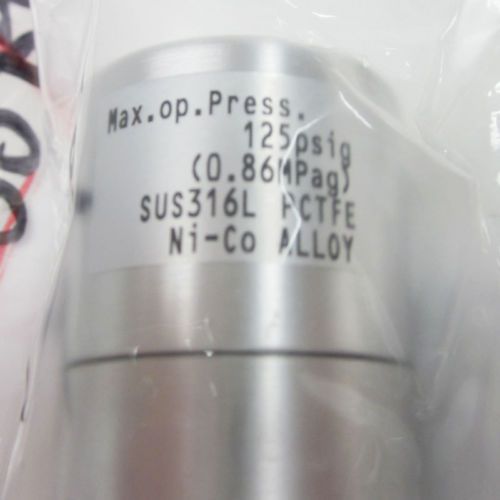 Max.op.Press.
125psig
(0.86MPag)
SUS316L PCTFE
Ni-Co ALLOY